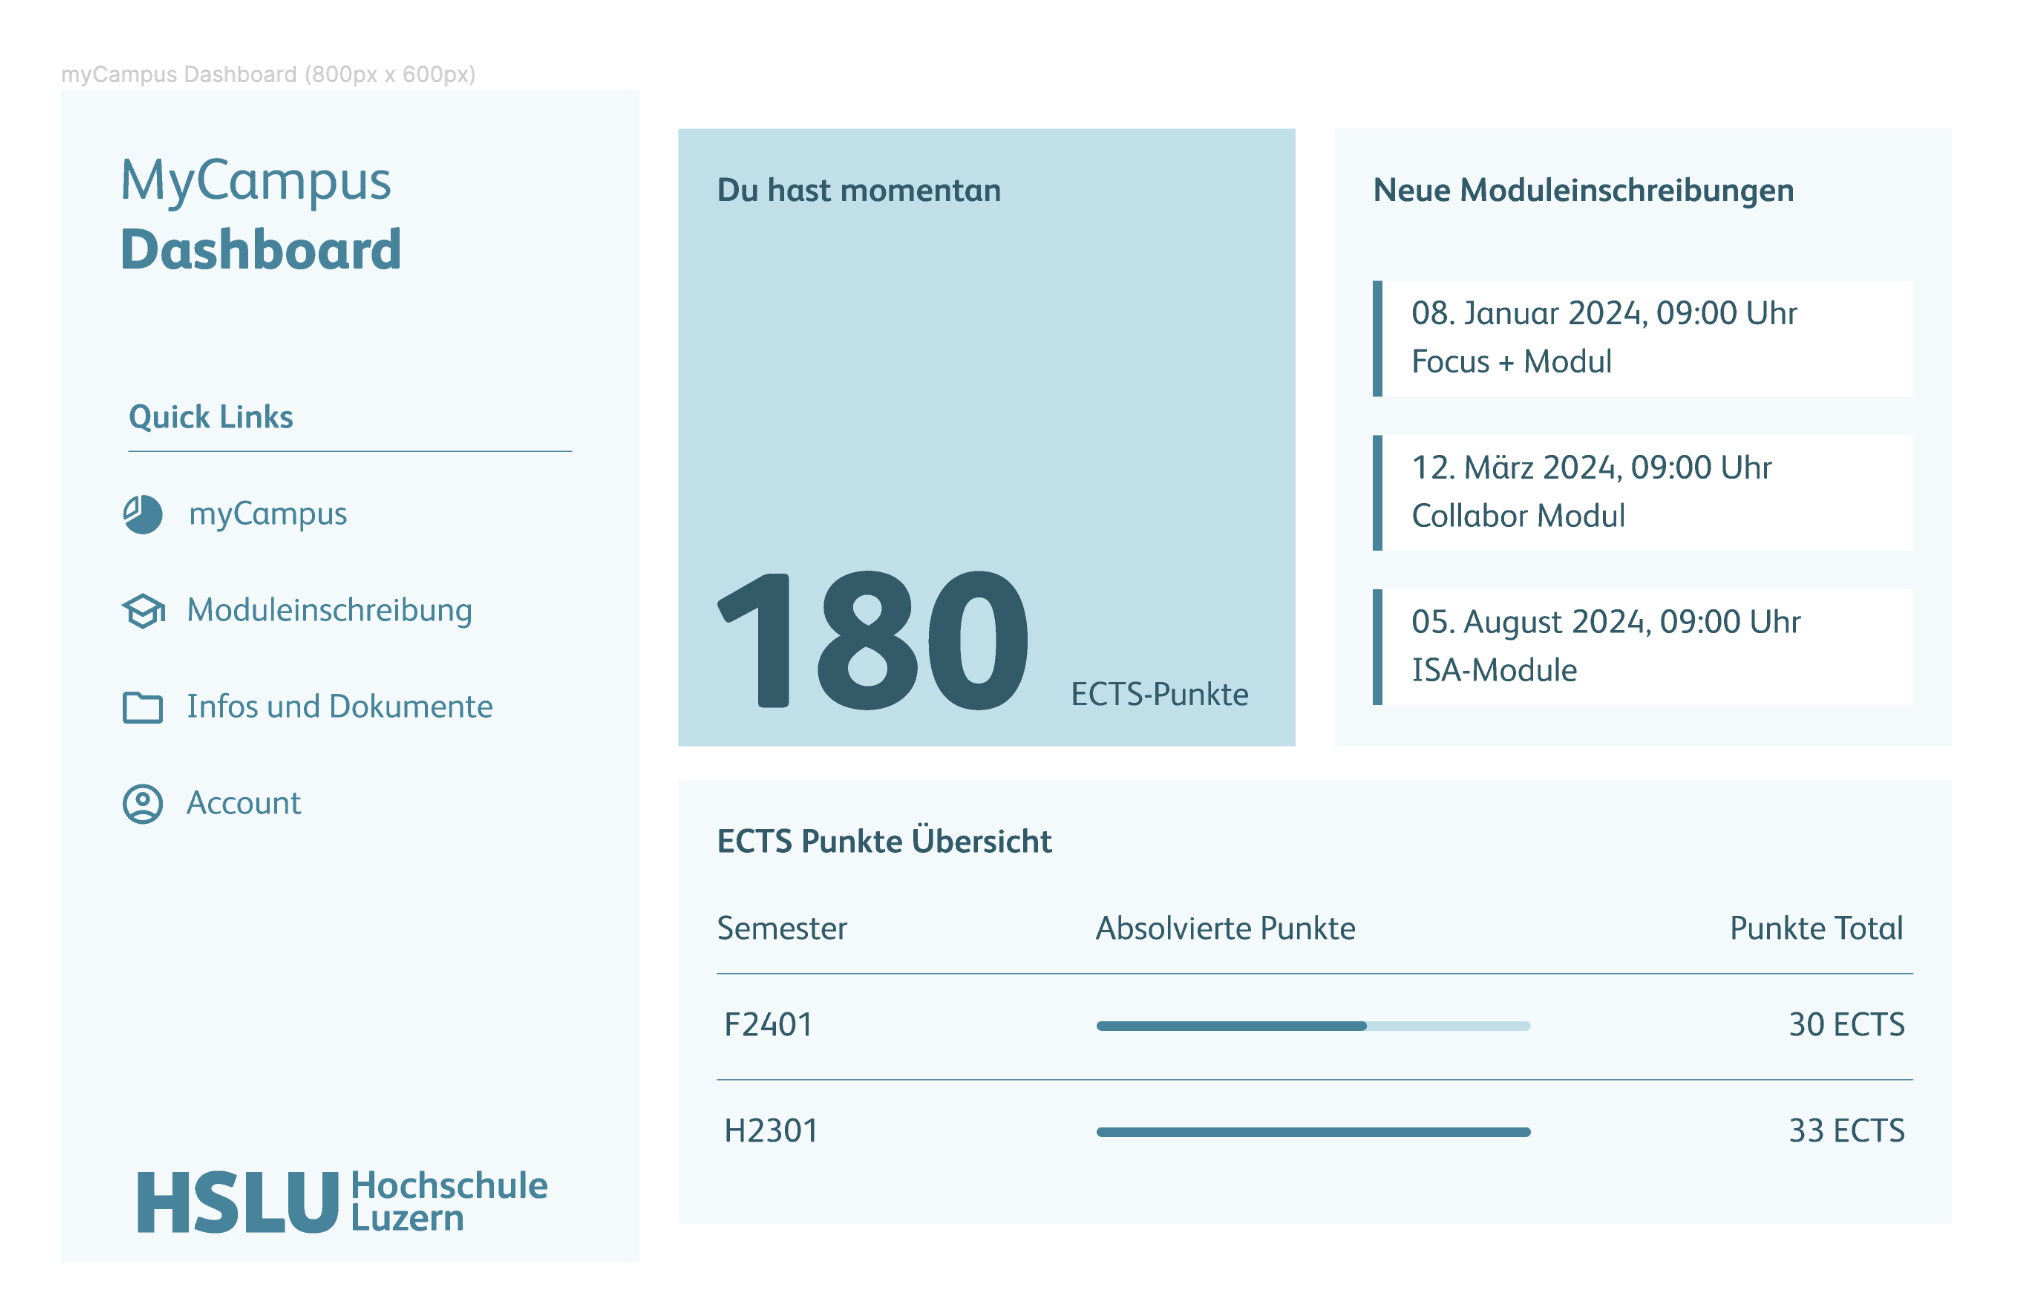 myCampus Dashboard (800px x 600px)
MyCampus
Dashboard
Quick Links
myCampus
Moduleinschreibung
Infos und Dokumente
Account
HSLU Hochschule
Luzern
Du hast momentan
180 ECTS-Punkte
Neue Moduleinschreibungen
08. Januar 2024, 09:00 Uhr
Focus + Modul
12. März 2024, 09:00 Uhr
Collabor Modul
05. August 2024, 09:00 Uhr
ISA-Module
ECTS Punkte Übersicht
Semester Absolvierte Punkte Punkte Total
F2401 30 ECTS
H2301 33 ECTS